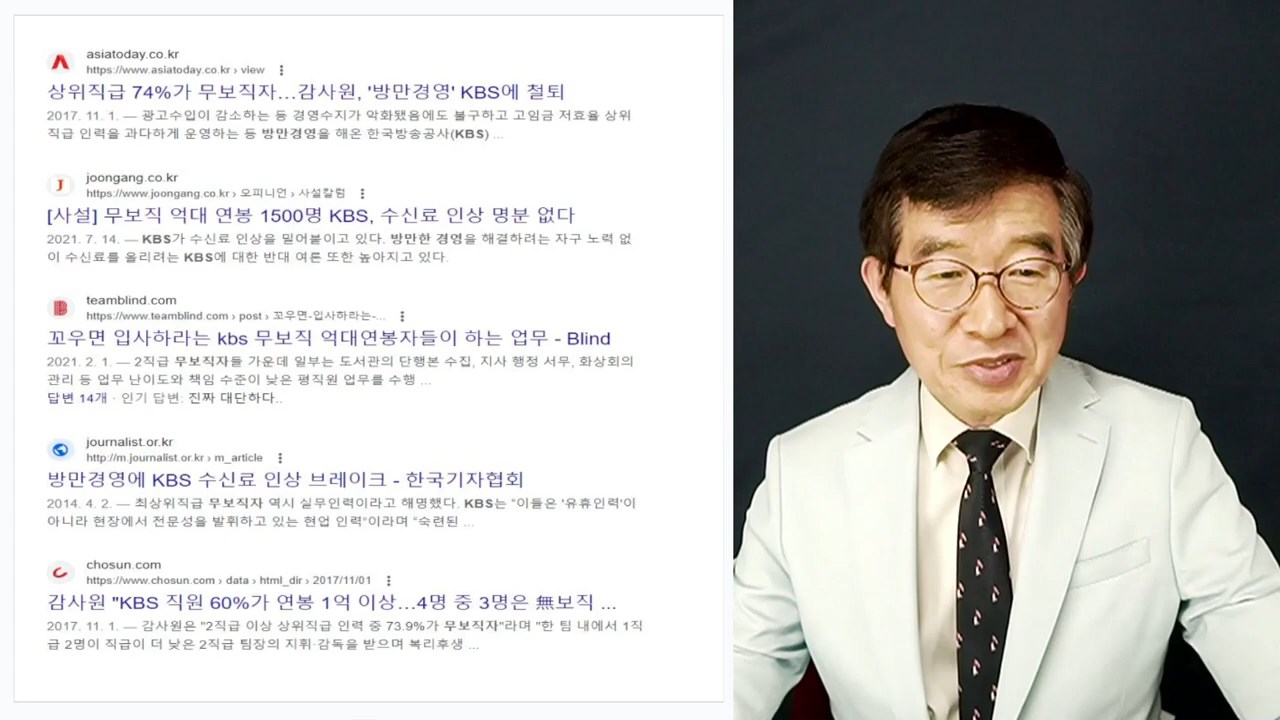 asiatoday.co.kr
https://www.asiatoday.co.kr › view
상위직급 74%가 무보직자…감사원, '방만경영' KBS에 철퇴
2017. 11. 1. — 광고수입이 감소하는 등 경영수지가 악화됐음에도 불구하고 고임금 저효율 상위
직급 인력을 과다하게 운영하는 등 방만경영을 해온 한국방송공사(KBS) ...
joongang.co.kr
https://www.joongang.co.kr › 오피니언 › 사설칼럼
[사설] 무보직 억대 연봉 1500명 KBS, 수신료 인상 명분 없다
2021. 7. 14. — KBS가 수신료 인상을 밀어붙이고 있다. 방만한 경영을 해결하려는 자구 노력 없
이 수신료를 올리려는 KBS에 대한 반대 여론 또한 높아지고 있다.
teamblind.com
https://www.teamblind.com › post › 꼬우면-입사하라는-...
꼬우면 입사하라는 kbs 무보직 억대연봉자들이 하는 업무 - Blind
2021. 2. 1. — 2직급 무보직자들 가운데 일부는 도서관의 단행본 수집, 지사 행정 서무, 화상회의
관리 등 업무 난이도와 책임 수준이 낮은 평직원 업무를 수행 ...
답변 14개 · 인기 답변: 진짜 대단하다..
journalist.or.kr
http://m.journalist.or.kr › m_article
방만경영에 KBS 수신료 인상 브레이크 - 한국기자협회
2014. 4. 2. — 최상위직급 무보직자 역시 실무인력이라고 해명했다. KBS는 “이들은 '유휴인력'이
아니라 현장에서 전문성을 발휘하고 있는 현업 인력”이라며 “숙련된 ...
chosun.com
https://www.chosun.com › data › html_dir › 2017/11/01
감사원 "KBS 직원 60%가 연봉 1억 이상...4명 중 3명은 無보직 ...
2017. 11. 1. — 감사원은 "2직급 이상 상위직급 인력 중 73.9%가 무보직자"라며 "한 팀 내에서 1직
급 2명이 직급이 더 낮은 2직급 팀장의 지휘·감독을 받으며 복리후생 ...